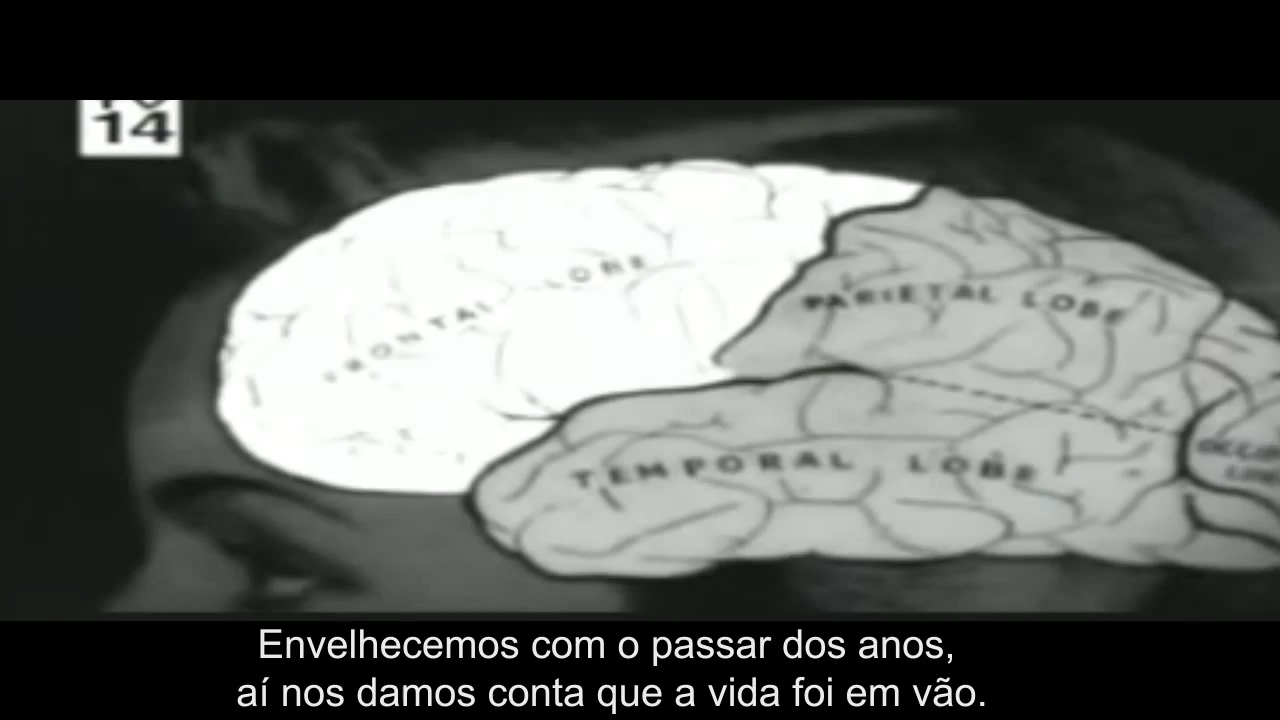 14
FRONTAL LOBE
PARIETAL LOBE
TEMPORAL LOBE
Envelhecemos com o passar dos anos,
aí nos damos conta que a vida foi em vão.